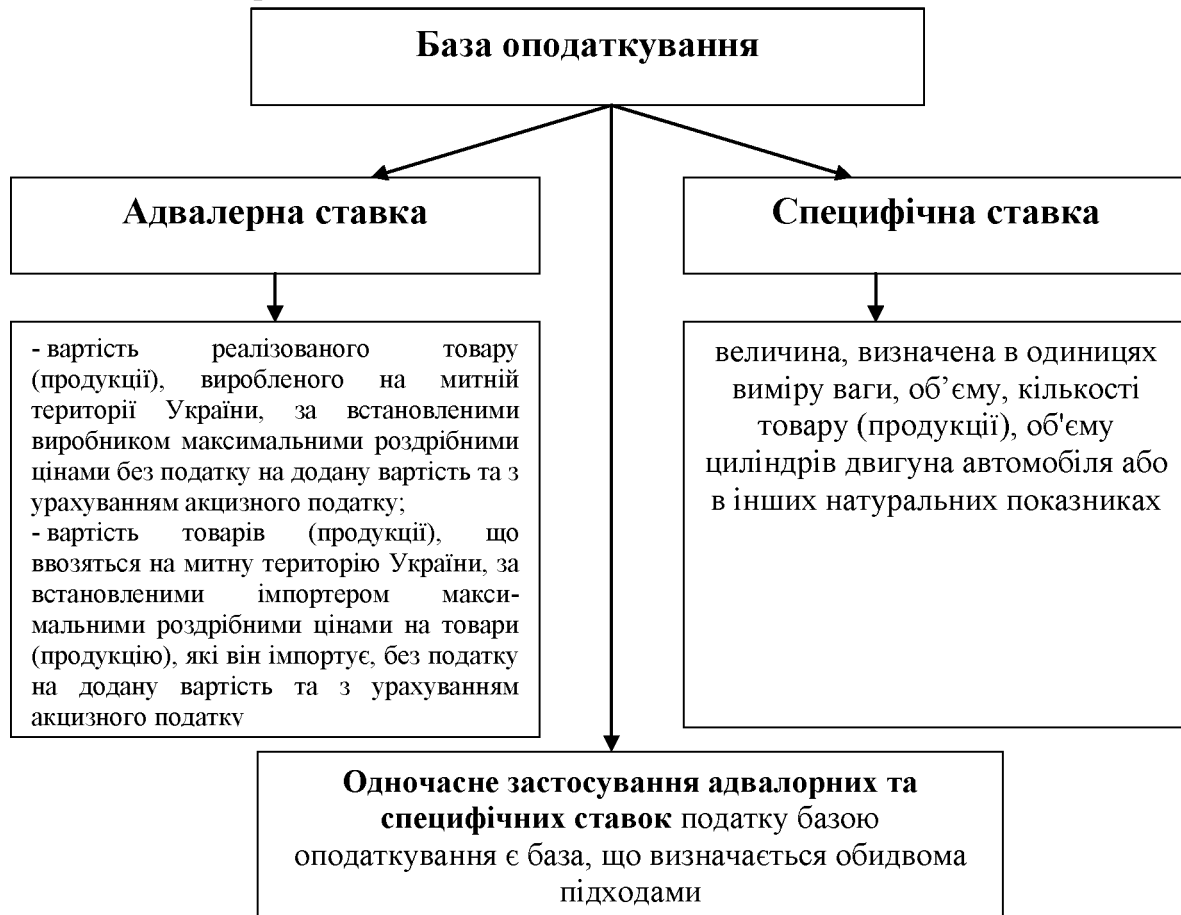 База оподаткування
Адвалерна ставка
Специфічна ставка
- вартість реалізованого товару
(продукції), виробленого на митній
території України, за встановленими
виробником максимальними роздрібними
цінами без податку на додану вартість та з
урахуванням акцизного податку;
- вартість товарів (продукції), що
ввозяться на митну територію України, за
встановленими імпортером макси-
мальними роздрібними цінами на товари
(продукцію), які він імпортує, без податку
на додану вартість та з урахуванням
акцизного податку
величина, визначена в одиницях
виміру ваги, об’єму, кількості
товару (продукції), об'єму
циліндрів двигуна автомобіля або
в інших натуральних показниках
Одночасне застосування адвалорних та
специфічних ставок податку базою
оподаткування є база, що визначається обидвома
підходами